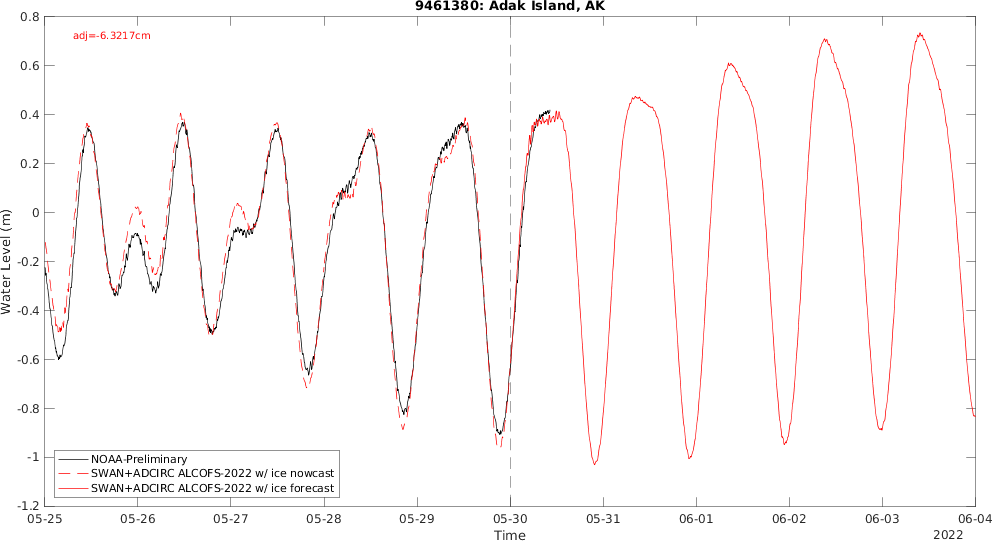 9461380: Adak Island, AK
adj=-6.3217cm
0.8
0.6
0.4
0.2
0
-0.2
-0.4
-0.6
-0.8
-1
-1.2
Water Level (m)
NOAA-Preliminary
SWAN+ADCIRC ALCOFS-2022 w/ ice nowcast
SWAN+ADCIRC ALCOFS-2022 w/ ice forecast
05-25 05-26 05-27 05-28 05-29 05-30 05-31 06-01 06-02 06-03 06-04
Time
2022